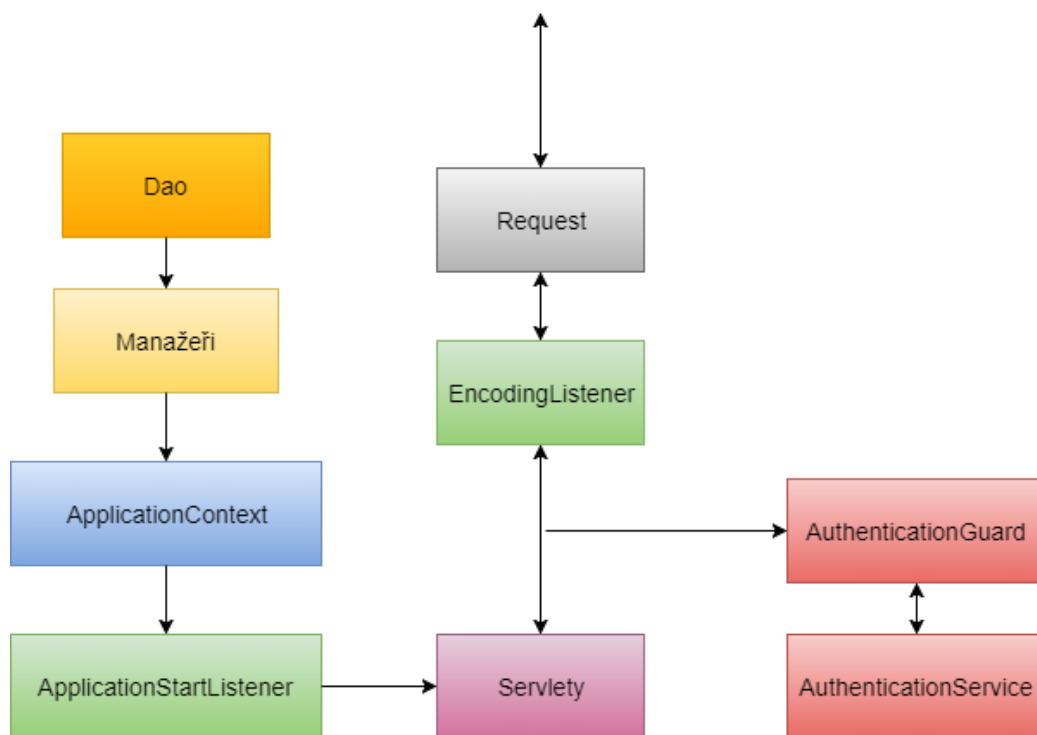 Dao
Request
Manažeři
EncodingListener
ApplicationContext
AuthenticationGuard
ApplicationStartListener
Servlety
AuthenticationService